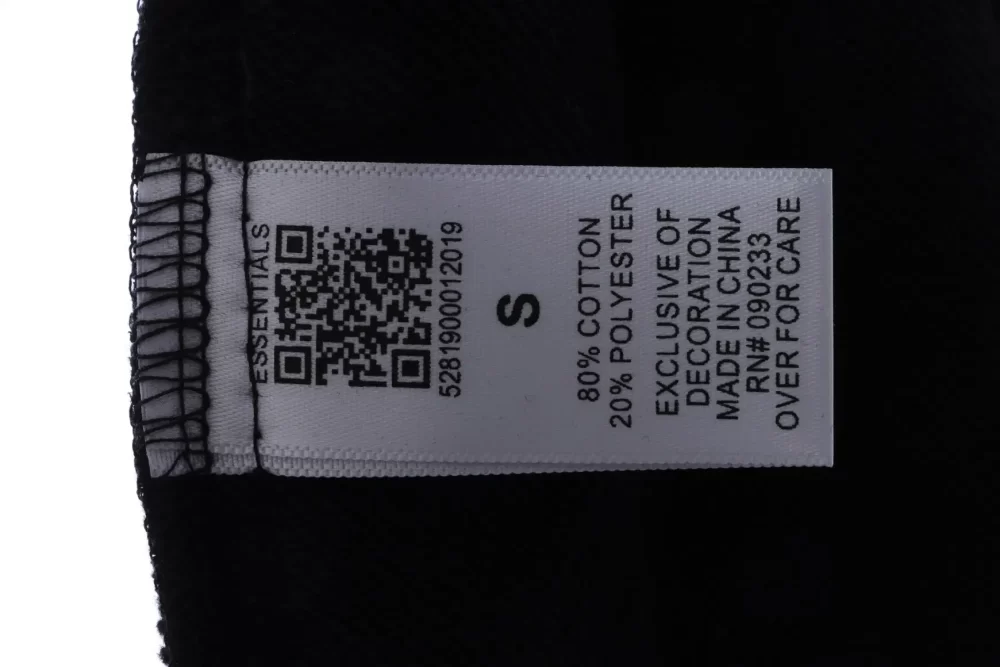 ESSENTIALS
5281900012019
S
80% COTTON
20% POLYESTER
EXCLUSIVE OF
DECORATION
MADE IN CHINA
RN# 090233
OVER FOR CARE